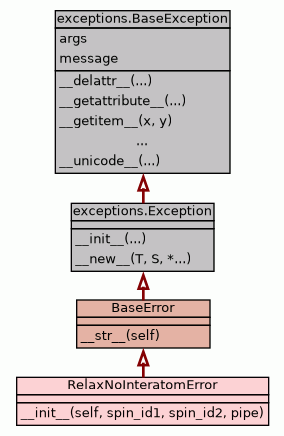 exceptions.BaseException
args
message
__delattr__(...)
__getattribute__(...)
__getitem__(x, y)
...
__unicode__(...)
exceptions.Exception
__init__(...)
__new__(T, S, *...)
BaseError
__str__(self)
RelaxNoInteratomError
__init__(self, spin_id1, spin_id2, pipe)